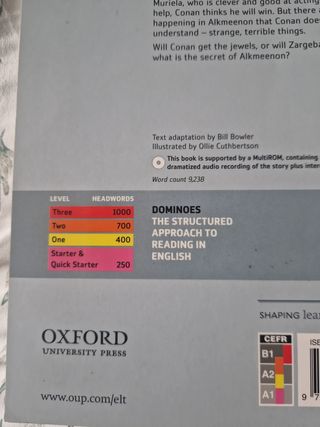 Muriela, who is clever and good at acting
help, Conan thinks he will win. But there a
happening in Alkmeenon that Conan does
understand – strange, terrible things.
Will Conan get the jewels, or will Zargeba
what is the secret of Alkmeenon?
Text adaptation by Bill Bowler
Illustrated by Ollie Cuthbertson
This book is supported by a MultiROM, containing
dramatized audio recording of the story plus inter
Word count 9,238
LEVEL HEADWORDS
Three 1000
Two 700
One 400
Starter &
Quick Starter 250
DOMINOES
THE STRUCTURED
APPROACH TO
READING IN
ENGLISH
SHAPING lear
OXFORD
UNIVERSITY PRESS
www.oup.com/elt
CEFR
B1
A2
A1
ISB
9 7